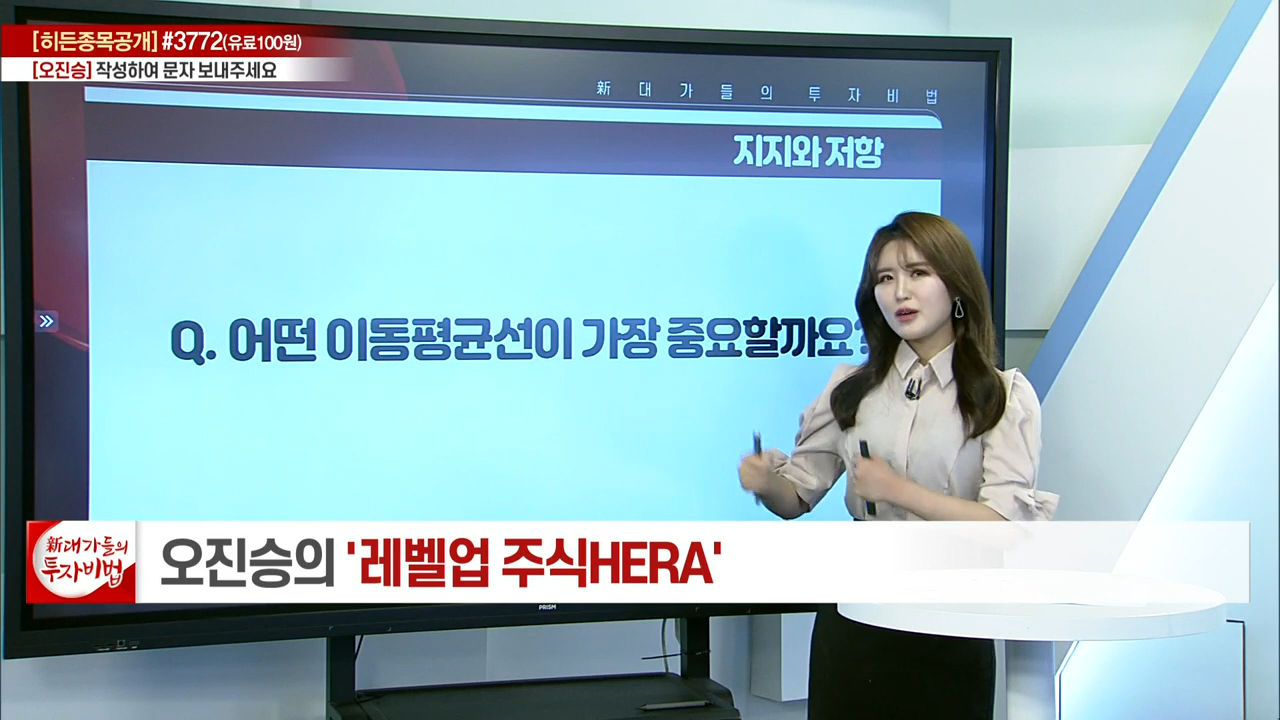 [히든종목공개] #3772(유료100원)
[오진승] 작성하여 문자 보내주세요
新 대 가 들 의 투 자 비 법
지지와 저항
Q. 어떤 이동평균선이 가장 중요할까요?
新대가들의
투자비법
오진승의 '레벨업 주식HERA'
PRISM